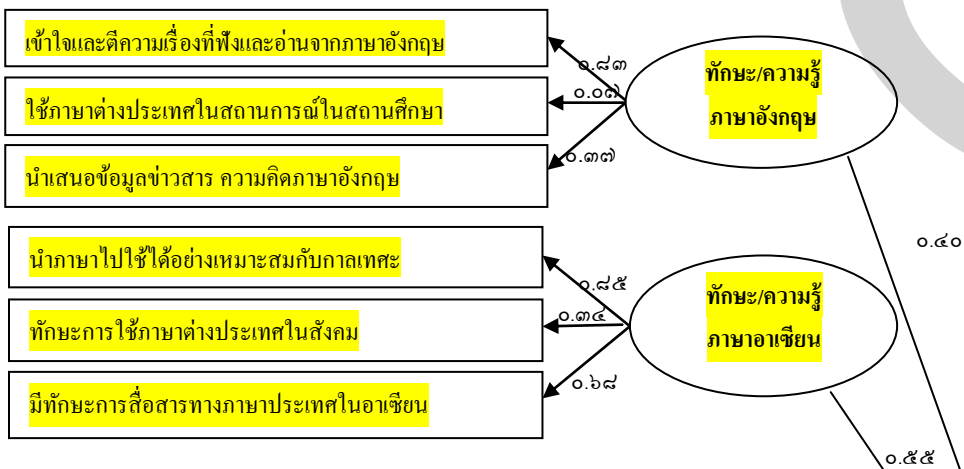 เข้าใจและตีความเรื่องที่ฟังและอ่านจากภาษาอังกฤษ
๐.๘๓
ทักษะ/ความรู้
ภาษาอังกฤษ
ใช้ภาษาต่างประเทศในสถานการณ์ในสถานศึกษา
๐.๐๗
นำเสนอข้อมูลข่าวสาร ความคิดภาษาอังกฤษ
๐.๓๗
๐.๔๐
นำภาษาไปใช้ได้อย่างเหมาะสมกับกาลเทศะ
๐.๘๕
ทักษะ/ความรู้
ภาษาอาเซียน
ทักษะการใช้ภาษาต่างประเทศในสังคม
๐.๓๔
มีทักษะการสื่อสารทางภาษาประเทศในอาเซียน
๐.๖๘
๐.๕๕